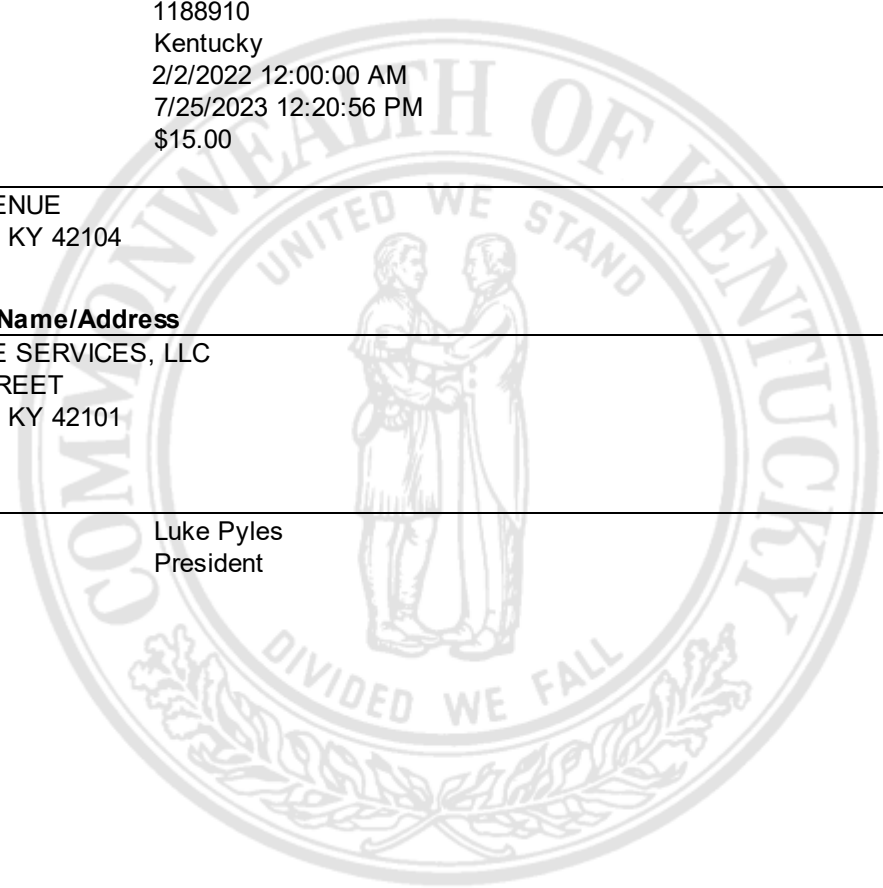 1188910
Kentucky
2/2/2022 12:00:00 AM
7/25/2023 12:20:56 PM
$15.00
ENUE
KY 42104
Name/Address
E SERVICES, LLC
REET
KY 42101
Luke Pyles
President
COMMONWEALTH OF KENTUCKY
UNITED WE STAND
DIVIDED WE FALL